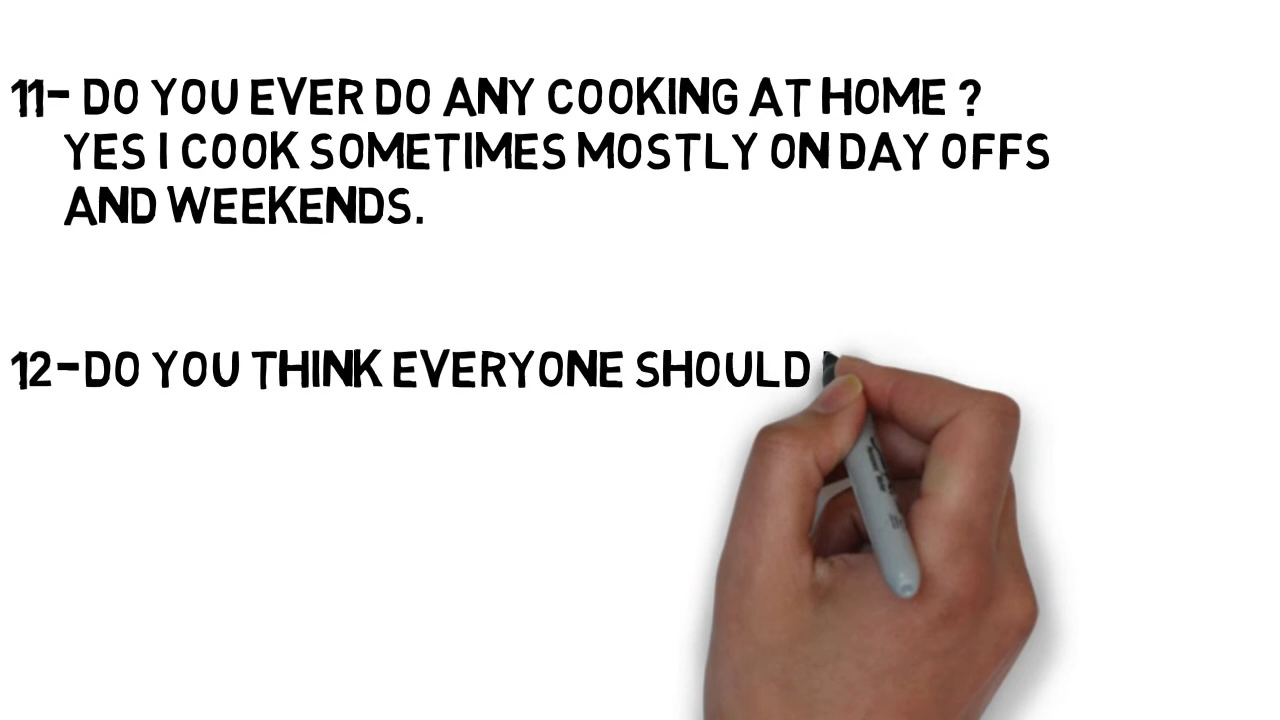 11- DO YOU EVER DO ANY COOKING AT HOME ?
YES I COOK SOMETIMES MOSTLY ON DAY OFFS
AND WEEKENDS.
12-DO YOU THINK EVERYONE SHOULD